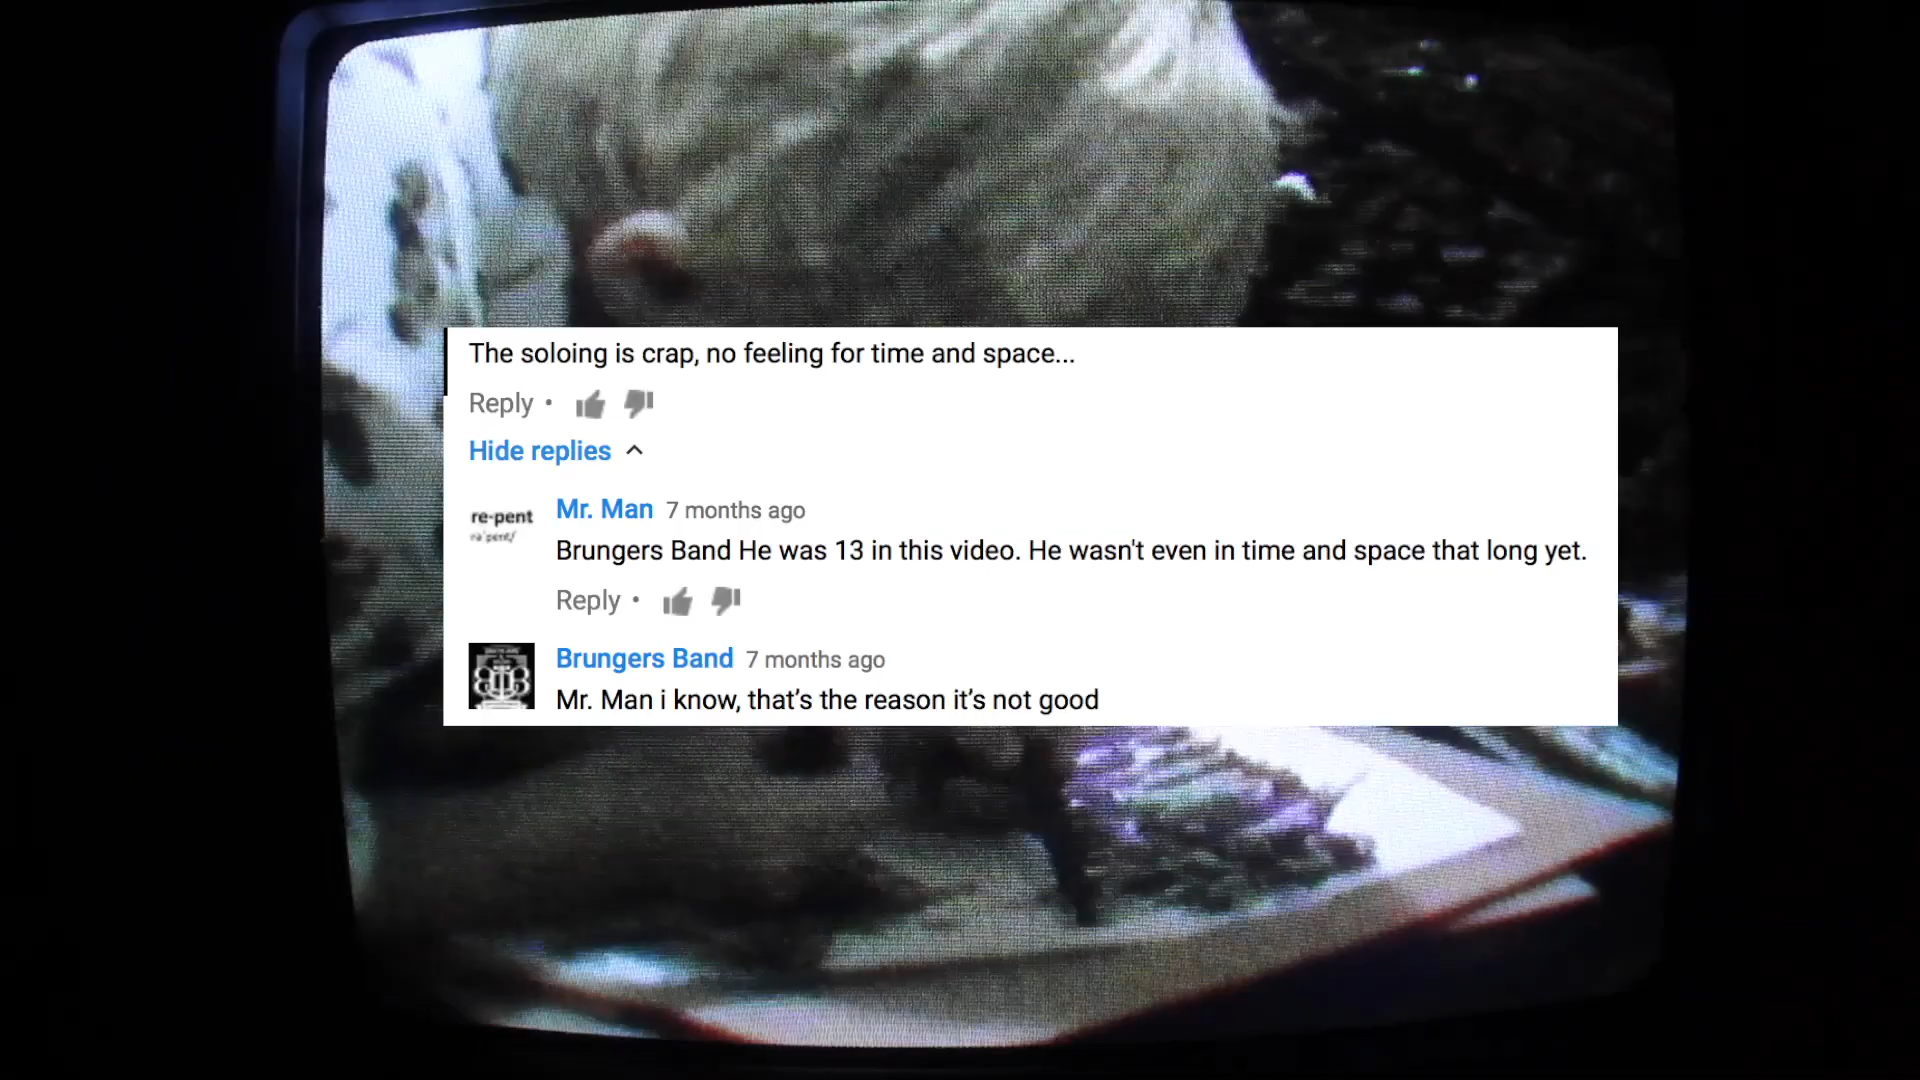 The soloing is crap, no feeling for time and space...
Reply •
Hide replies
re-pent
Mr. Man 7 months ago
Brungers Band He was 13 in this video. He wasn't even in time and space that long yet.
Reply •
Brungers Band 7 months ago
Mr. Man i know, that’s the reason it’s not good